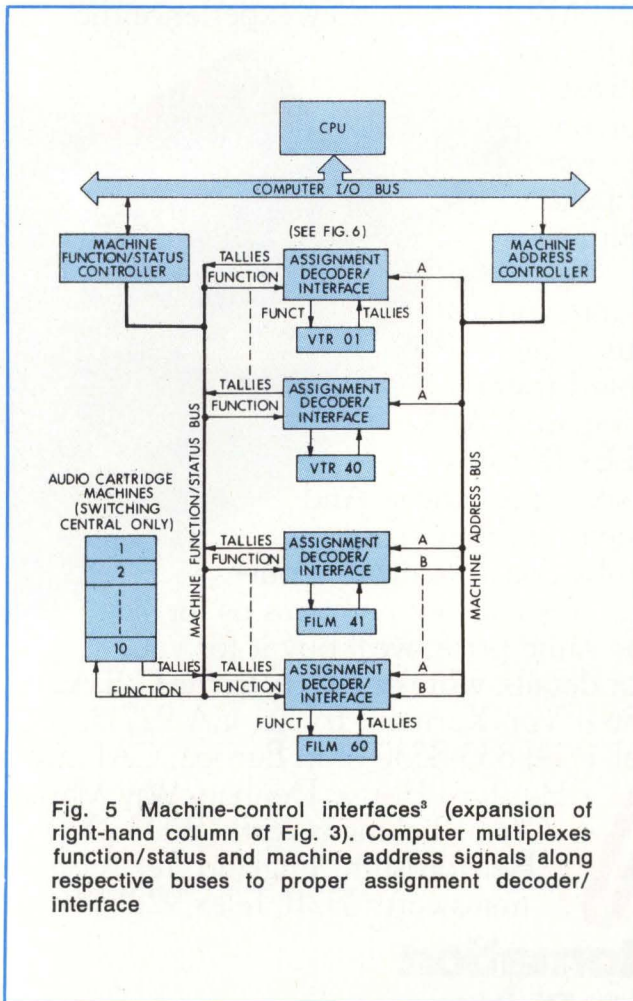 CPU
COMPUTER I/O BUS
(SEE FIG. 6)
MACHINE
FUNCTION/STATUS
CONTROLLER
MACHINE
ADDRESS
CONTROLLER
TALLIES
FUNCTION
ASSIGNMENT
DECODER/
INTERFACE
A
FUNCT
TALLIES
VTR 01
TALLIES
FUNCTION
ASSIGNMENT
DECODER/
INTERFACE
A
VTR 40
MACHINE FUNCTION/STATUS BUS
MACHINE ADDRESS BUS
AUDIO CARTRIDGE
MACHINES
(SWITCHING
CENTRAL ONLY)
1
2
10
TALLIES
FUNCTION
TALLIES
FUNCTION
ASSIGNMENT
DECODER/
INTERFACE
A
B
FILM 41
TALLIES
FUNCTION
ASSIGNMENT
DECODER/
INTERFACE
A
B
FUNCT
TALLIES
FILM 60
Fig. 5 Machine-control interfaces³ (expansion of
right-hand column of Fig. 3). Computer multiplexes
function/status and machine address signals along
respective buses to proper assignment decoder/
interface